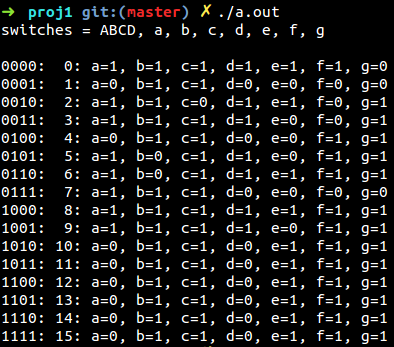 ➜ proj1 git:(master) ✗ ./a.out
switches = ABCD, a, b, c, d, e, f, g
0000:  0: a=1, b=1, c=1, d=1, e=1, f=1, g=0
0001:  1: a=0, b=1, c=1, d=0, e=0, f=0, g=0
0010:  2: a=1, b=1, c=0, d=1, e=1, f=0, g=1
0011:  3: a=1, b=1, c=1, d=1, e=0, f=0, g=1
0100:  4: a=0, b=1, c=1, d=0, e=0, f=1, g=1
0101:  5: a=1, b=0, c=1, d=1, e=0, f=1, g=1
0110:  6: a=1, b=0, c=1, d=1, e=1, f=1, g=1
0111:  7: a=1, b=1, c=1, d=0, e=0, f=0, g=0
1000:  8: a=1, b=1, c=1, d=1, e=1, f=1, g=1
1001:  9: a=1, b=1, c=1, d=1, e=0, f=1, g=1
1010: 10: a=0, b=1, c=1, d=0, e=1, f=1, g=1
1011: 11: a=0, b=1, c=1, d=0, e=1, f=1, g=1
1100: 12: a=0, b=1, c=1, d=0, e=1, f=1, g=1
1101: 13: a=0, b=1, c=1, d=0, e=1, f=1, g=1
1110: 14: a=0, b=1, c=1, d=0, e=1, f=1, g=1
1111: 15: a=0, b=1, c=1, d=0, e=1, f=1, g=1